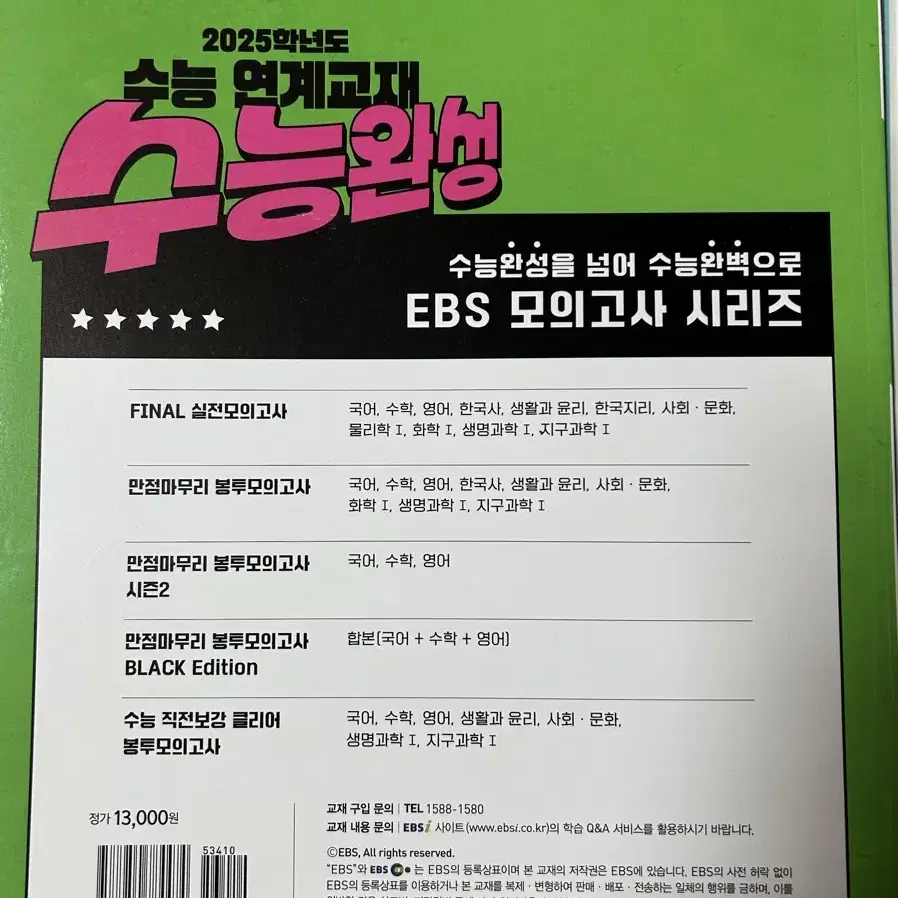 2025학년도
수능 연계교재
수능완성
수능완성을 넘어 수능완벽으로
EBS 모의고사 시리즈
FINAL 실전모의고사
국어, 수학, 영어, 한국사, 생활과 윤리, 한국지리, 사회·문화,
물리학Ⅰ, 화학Ⅰ, 생명과학Ⅰ, 지구과학Ⅰ
만점마무리 봉투모의고사
국어, 수학, 영어, 한국사, 생활과 윤리, 사회·문화,
화학Ⅰ, 생명과학Ⅰ, 지구과학Ⅰ
만점마무리 봉투모의고사
시즌2
국어, 수학, 영어
만점마무리 봉투모의고사
BLACK Edition
합본(국어 + 수학 + 영어)
수능 직전보강 클리어
봉투모의고사
국어, 수학, 영어, 생활과 윤리, 사회·문화,
생명과학Ⅰ, 지구과학Ⅰ
정가 13,000원
53410
교재 구입 문의 | TEL 1588-1580
교재 내용 문의 | EBSi 사이트(www.ebsi.co.kr)의 학습 Q&A 서비스를 활용하시기 바랍니다.
©EBS, All rights reserved.
"EBS"와 EBS 는 EBS의 등록상표이며 본 교재의 저작권은 EBS에 있습니다. EBS의 사전 허락 없이
EBS의 등록상표를 이용하거나 본 교재를 복제·변형하여 판매·배포·전송하는 일체의 행위를 금하며, 이를